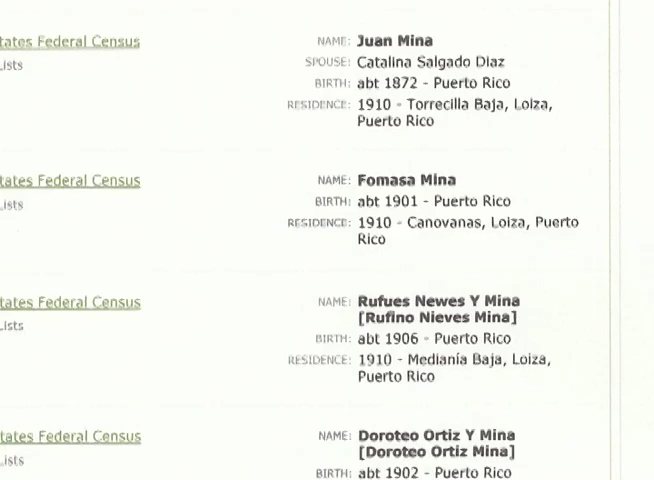 tates Federal Census
Lists
NAME: Juan Mina
SPOUSE: Catalina Salgado Diaz
BIRTH: abt 1872 - Puerto Rico
RESIDENCE: 1910 - Torrecilla Baja, Loiza,
Puerto Rico
tates Federal Census
Lists
NAME: Fomasa Mina
BIRTH: abt 1901 - Puerto Rico
RESIDENCE: 1910 - Canovanas, Loiza, Puerto
Rico
tates Federal Census
Lists
NAME: Rufues Newes Y Mina
[Rufino Nieves Mina]
BIRTH: abt 1906 - Puerto Rico
RESIDENCE: 1910 - Medianía Baja, Loiza,
Puerto Rico
tates Federal Census
Lists
NAME: Doroteo Ortiz Y Mina
[Doroteo Ortiz Mina]
BIRTH: abt 1902 - Puerto Rico